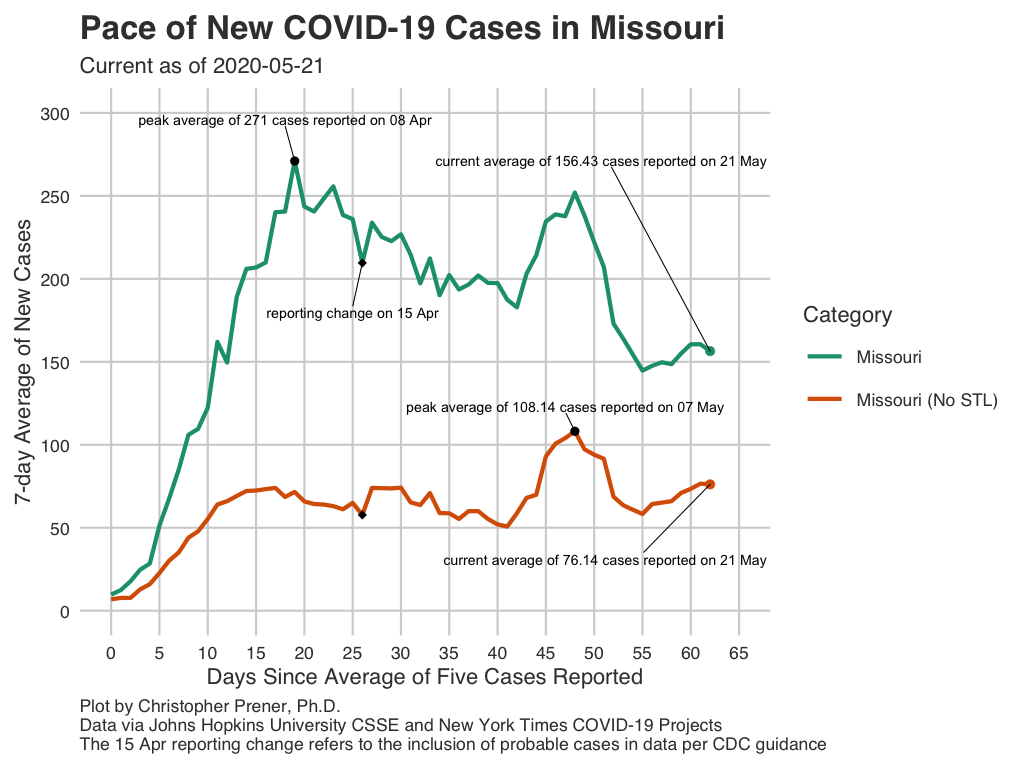 Pace of New COVID-19 Cases in Missouri
Current as of 2020-05-21
7-day Average of New Cases
300
250
200
150
100
50
0
peak average of 271 cases reported on 08 Apr
current average of 156.43 cases reported on 21 May
reporting change on 15 Apr
peak average of 108.14 cases reported on 07 May
current average of 76.14 cases reported on 21 May
0 5 10 15 20 25 30 35 40 45 50 55 60 65
Days Since Average of Five Cases Reported
Category
Missouri
Missouri (No STL)
Plot by Christopher Prener, Ph.D.
Data via Johns Hopkins University CSSE and New York Times COVID-19 Projects
The 15 Apr reporting change refers to the inclusion of probable cases in data per CDC guidance